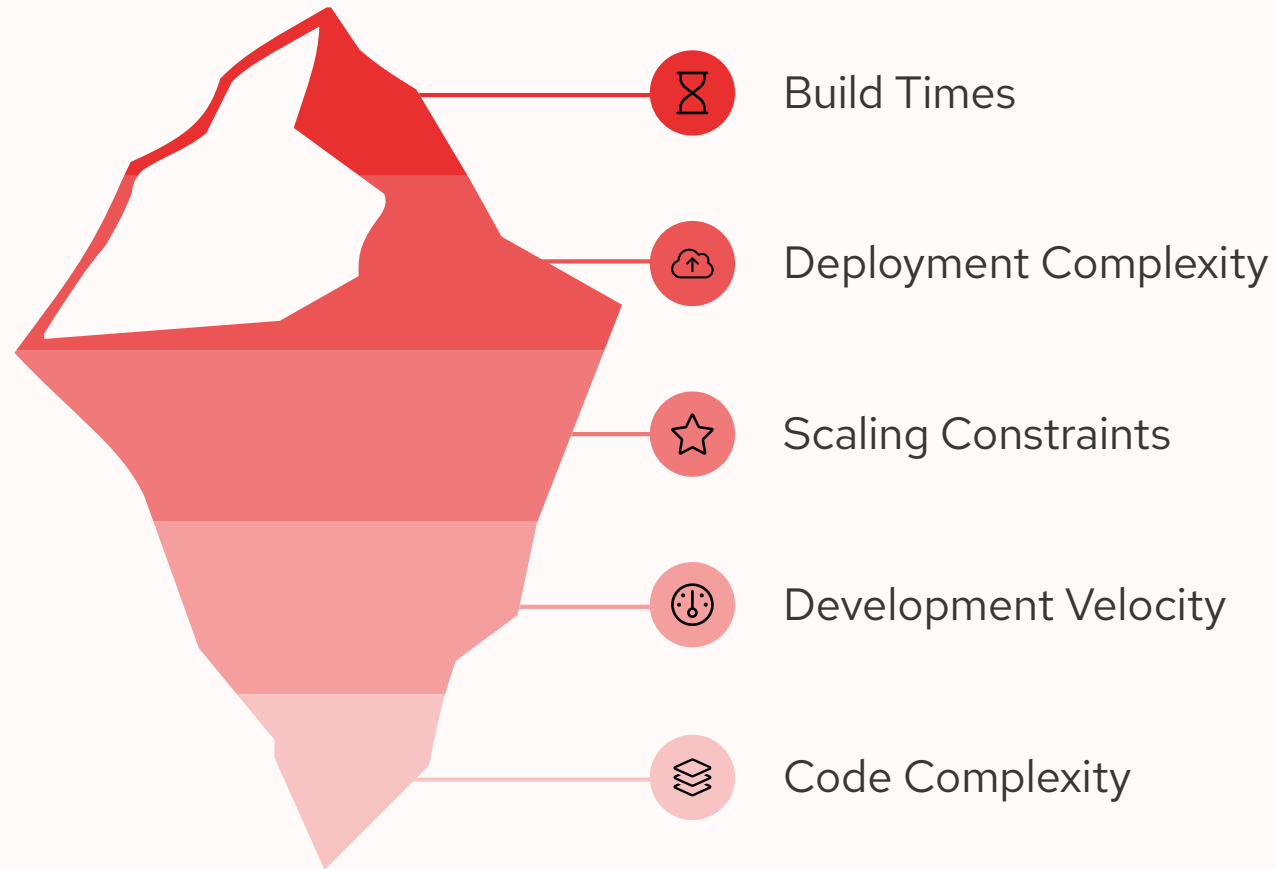 Build Times
Deployment Complexity
Scaling Constraints
Development Velocity
Code Complexity